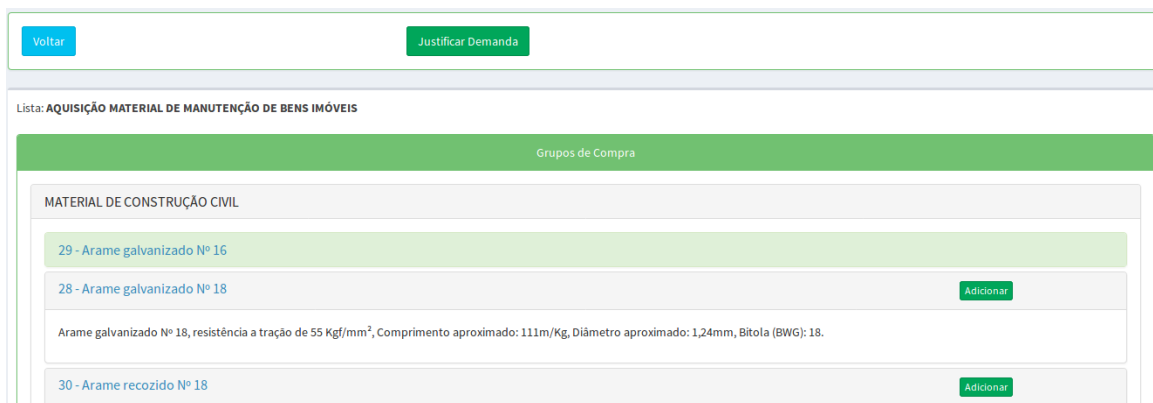 Voltar
Justificar Demanda
Lista: AQUISIÇÃO MATERIAL DE MANUTENÇÃO DE BENS IMÓVEIS
Grupos de Compra
MATERIAL DE CONSTRUÇÃO CIVIL
29 - Arame galvanizado Nº 16
28 - Arame galvanizado Nº 18
Adicionar
Arame galvanizado Nº 18, resistência a tração de 55 Kgf/mm², Comprimento aproximado: 111m/Kg, Diâmetro aproximado: 1,24mm, Bitola (BWG): 18.
30 - Arame recozido Nº 18
Adicionar